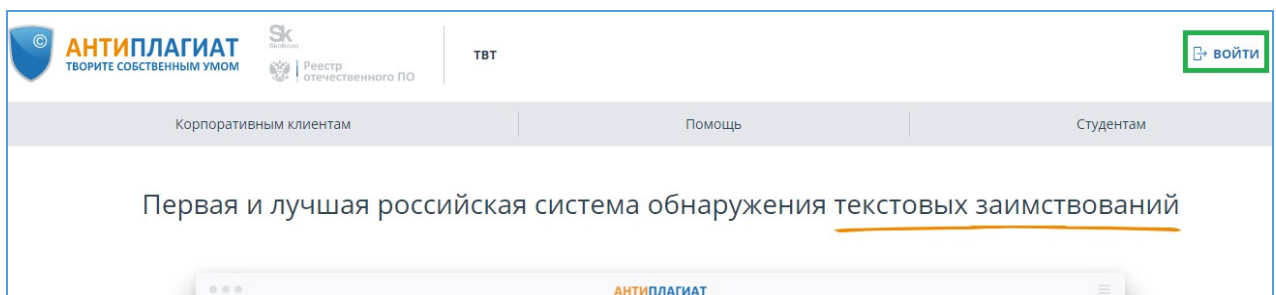 ©
АНТИПЛАГИАТ
ТВОРИТЕ СОБСТВЕННЫМ УМОМ
Sk
Skolkovo
Реестр
отечественного ПО
ТВТ
ВОЙТИ
Корпоративным клиентам
Помощь
Студентам
Первая и лучшая российская система обнаружения текстовых заимствований
АНТИПЛАГИАТ